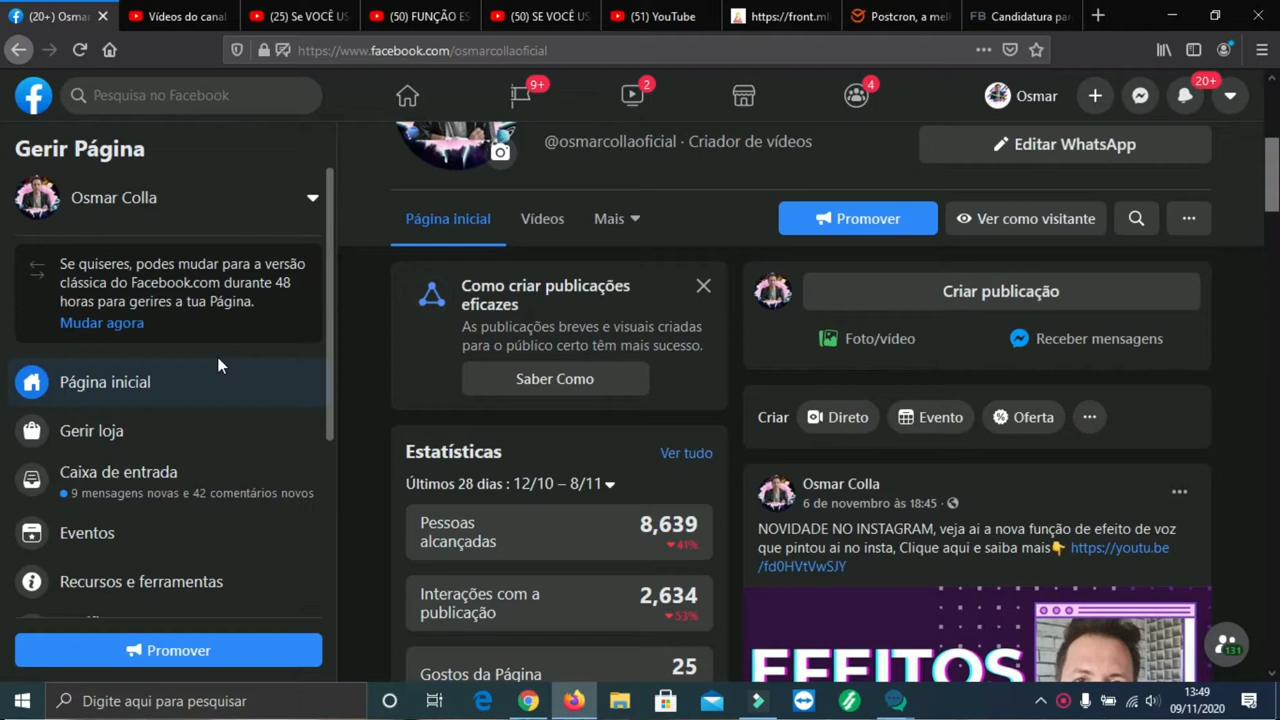 (20+) Osmar Colla
Vídeos do canal
(25) Se VOCÊ US
(50) FUNÇÃO ES
(50) SE VOCÊ US
(51) YouTube
https://front.ml
Postcron, a mel
FB Candidatura par
https://www.facebook.com/osmarcollaoficial
Pesquisa no Facebook
9+
2
4
Osmar
20+
Gerir Página
Osmar Colla
Se quiseres, podes mudar para a versão
clássica do Facebook.com durante 48
horas para gerires a tua Página.
Mudar agora
Página inicial
Gerir loja
Caixa de entrada
9 mensagens novas e 42 comentários novos
Eventos
Recursos e ferramentas
Promover
@osmarcollaoficial · Criador de vídeos
Editar WhatsApp
Página inicial
Vídeos
Mais
Promover
Ver como visitante
Como criar publicações
eficazes
As publicações breves e visuais criadas
para o público certo têm mais sucesso.
Saber Como
Estatísticas
Ver tudo
Últimos 28 dias : 12/10 – 8/11
Pessoas
alcançadas
8,639
41%
Interações com a
publicação
2,634
53%
Gostos da Página
25
Criar publicação
Foto/vídeo
Receber mensagens
Criar
Direto
Evento
Oferta
Osmar Colla
6 de novembro às 18:45 ·
NOVIDADE NO INSTAGRAM, veja ai a nova função de efeito de voz
que pintou ai no insta, Clique aqui e saiba mais👇 https://youtu.be
/fd0HVtVwSJY
EFEITOS
131
Digite aqui para pesquisar
13:49
09/11/2020